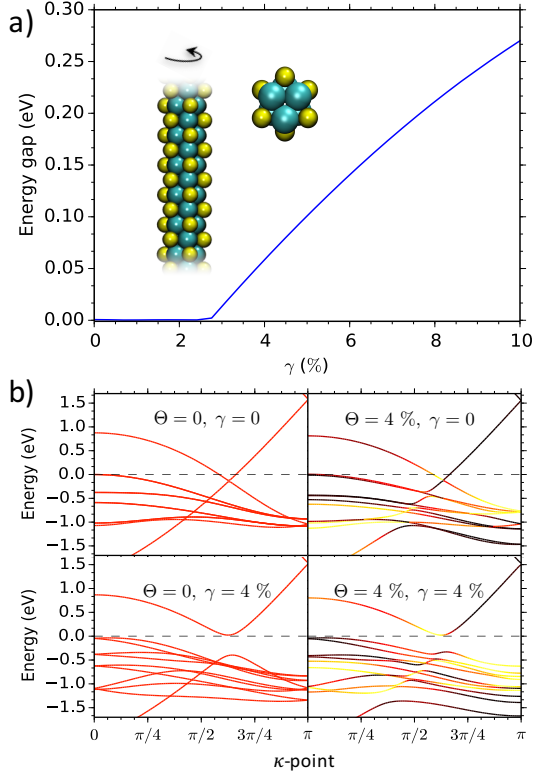 a)
Energy gap (eV)
0.30
0.25
0.20
0.15
0.10
0.05
0.00
0 2 4 6 8 10
γ (%)
b)
Energy (eV)
1.5
1.0
0.5
0.0
−0.5
−1.0
−1.5
Θ = 0, γ = 0
Θ = 4 %, γ = 0
Energy (eV)
1.5
1.0
0.5
0.0
−0.5
−1.0
−1.5
Θ = 0, γ = 4 %
Θ = 4 %, γ = 4 %
0 π/4 π/2 3π/4 π π/4 π/2 3π/4 π
κ-point